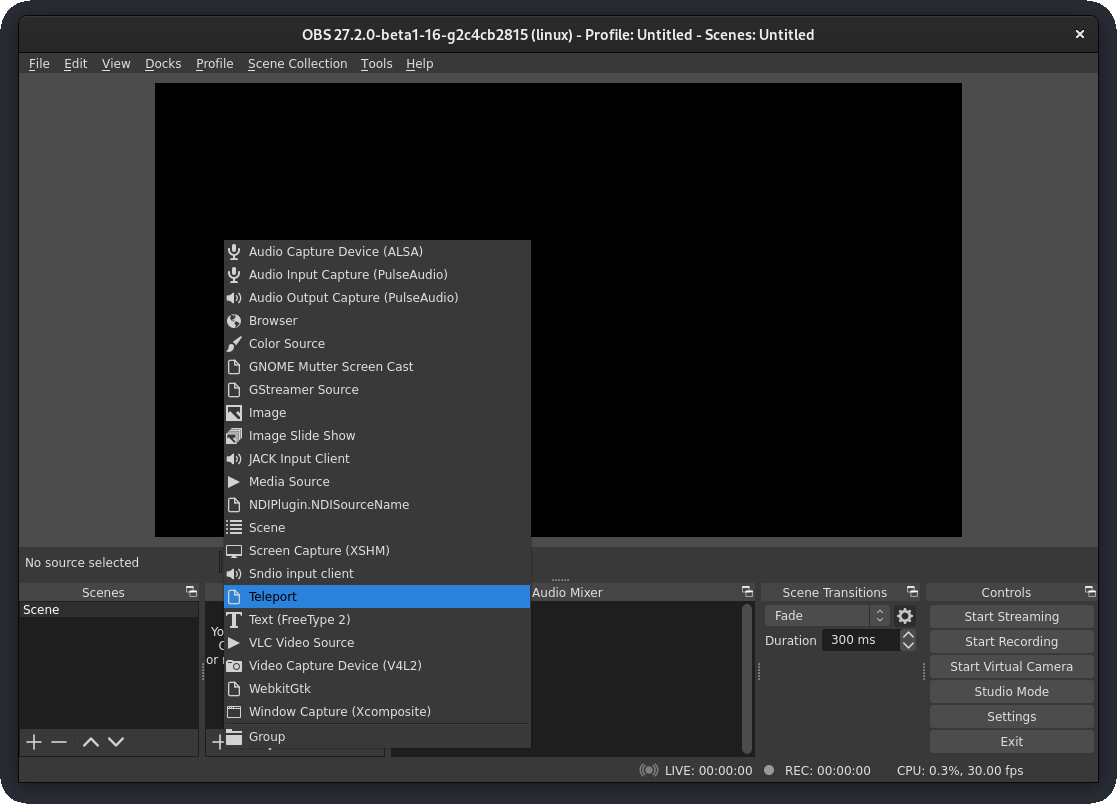 OBS 27.2.0-beta1-16-g2c4cb2815 (linux) - Profile: Untitled - Scenes: Untitled
File Edit View Docks Profile Scene Collection Tools Help
Audio Capture Device (ALSA)
Audio Input Capture (PulseAudio)
Audio Output Capture (PulseAudio)
Browser
Color Source
GNOME Mutter Screen Cast
GStreamer Source
Image
Image Slide Show
JACK Input Client
Media Source
NDIPlugin.NDISourceName
Scene
Screen Capture (XSHM)
Sndio input client
Teleport
Text (FreeType 2)
VLC Video Source
Video Capture Device (V4L2)
WebkitGtk
Window Capture (Xcomposite)
Group
No source selected
Scenes
Scene
Audio Mixer
Scene Transitions
Fade
Duration 300 ms
Controls
Start Streaming
Start Recording
Start Virtual Camera
Studio Mode
Settings
Exit
LIVE: 00:00:00 REC: 00:00:00 CPU: 0.3%, 30.00 fps